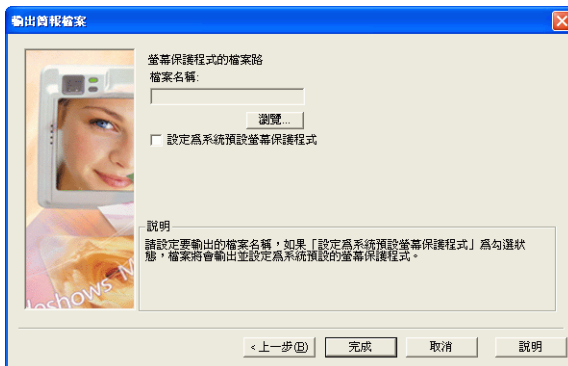 輸出簡報檔案
螢幕保護程式的檔案路
檔案名稱:
瀏覽...
設定為系統預設螢幕保護程式
說明
請設定要輸出的檔案名稱，如果「設定為系統預設螢幕保護程式」為勾選狀
態，檔案將會輸出並設定為系統預設的螢幕保護程式。
eshows M
<上一步(B)
完成
取消
說明